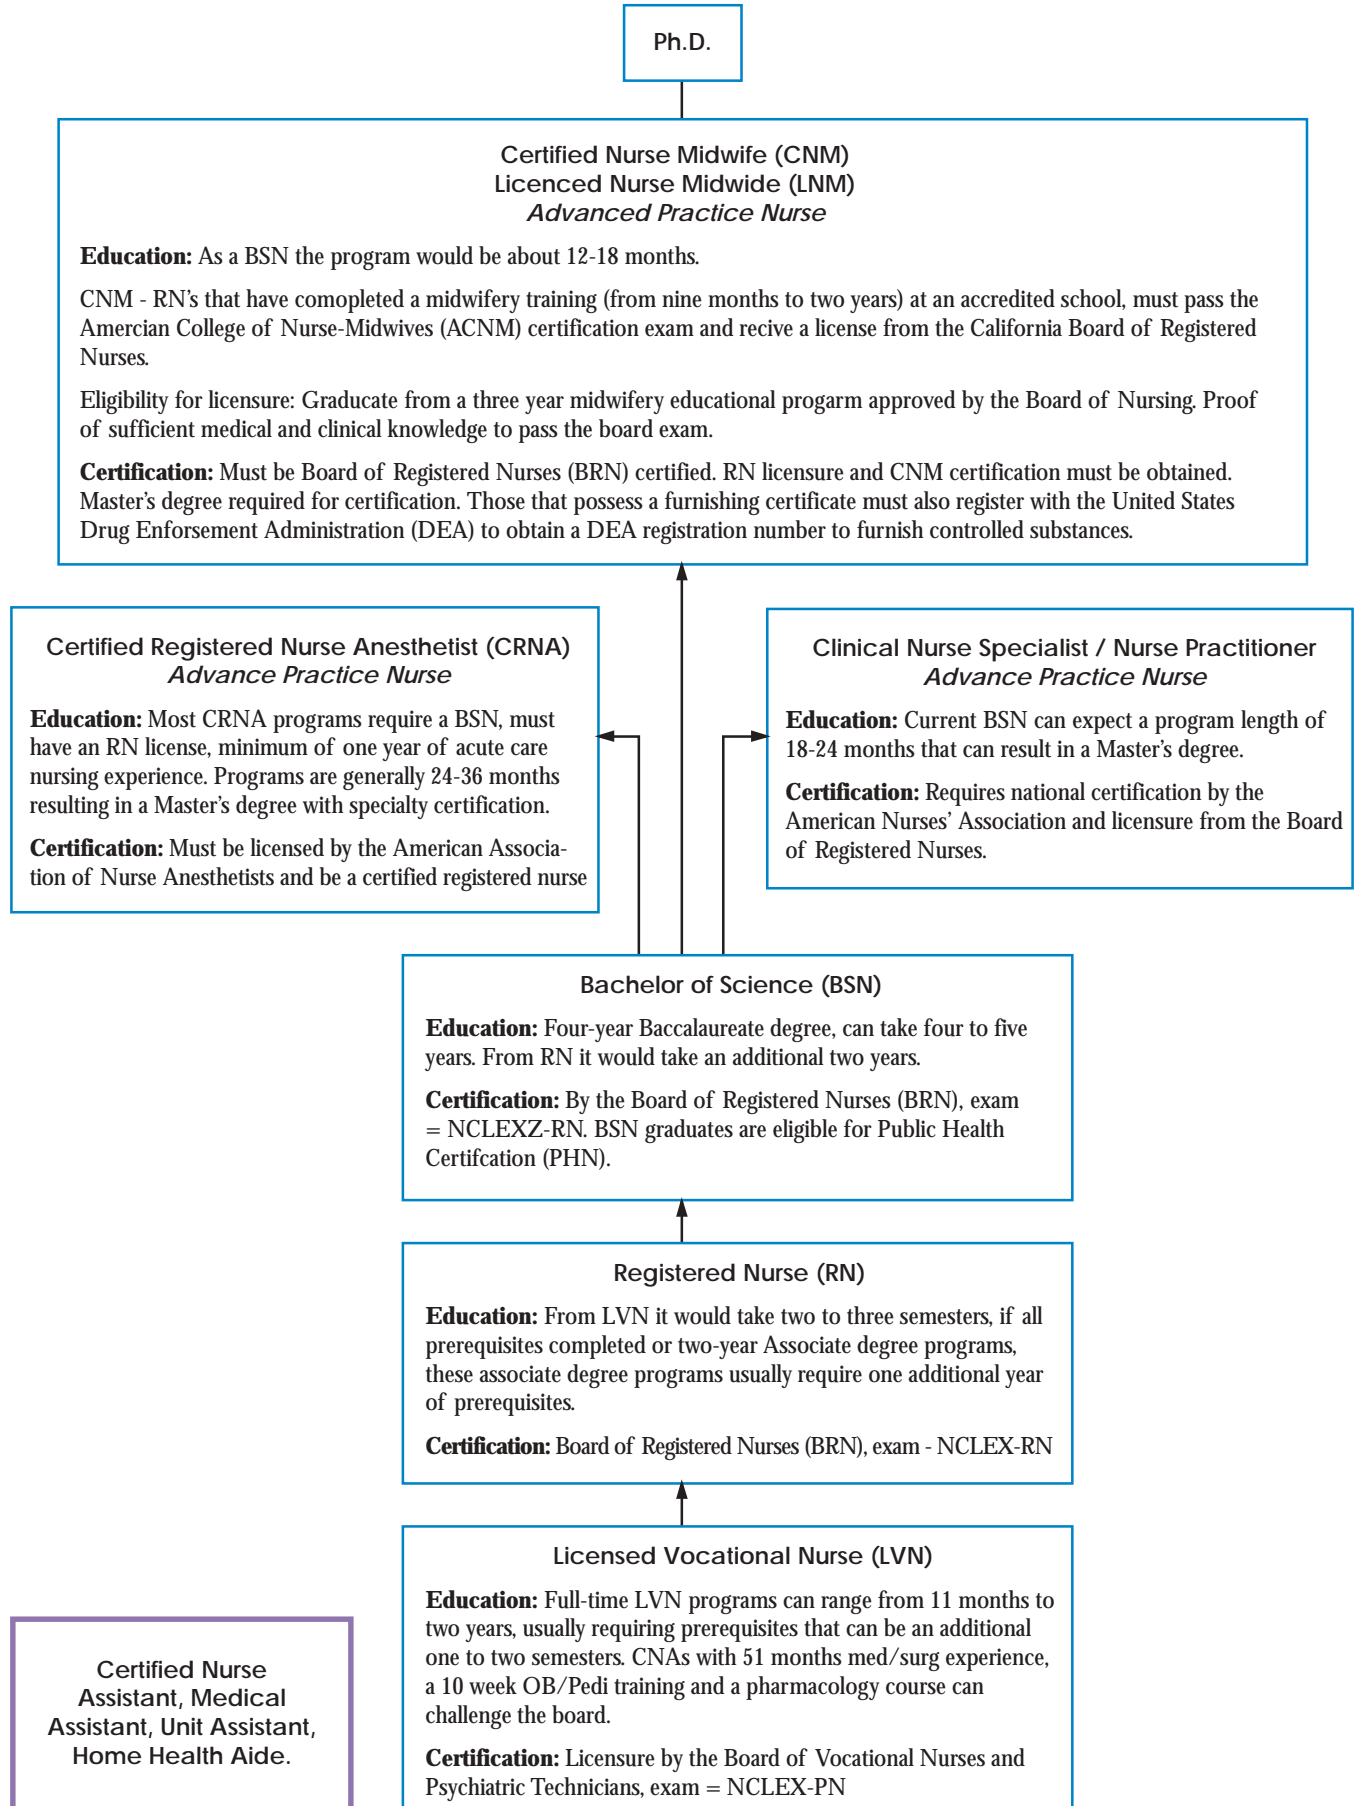 Ph.D.
Certified Nurse Midwife (CNM)
Licenced Nurse Midwide (LNM)
Advanced Practice Nurse
Education: As a BSN the program would be about 12-18 months.
CNM - RN's that have comopleted a midwifery training (from nine months to two years) at an accredited school, must pass the
Amercian College of Nurse-Midwives (ACNM) certification exam and recive a license from the California Board of Registered
Nurses.
Eligibility for licensure: Graducate from a three year midwifery educational progarm approved by the Board of Nursing. Proof
of sufficient medical and clinical knowledge to pass the board exam.
Certification: Must be Board of Registered Nurses (BRN) certified. RN licensure and CNM certification must be obtained.
Master's degree required for certification. Those that possess a furnishing certificate must also register with the United States
Drug Enforsement Administration (DEA) to obtain a DEA registration number to furnish controlled substances.
Certified Registered Nurse Anesthetist (CRNA)
Advance Practice Nurse
Education: Most CRNA programs require a BSN, must
have an RN license, minimum of one year of acute care
nursing experience. Programs are generally 24-36 months
resulting in a Master's degree with specialty certification.
Certification: Must be licensed by the American Associa-
tion of Nurse Anesthetists and be a certified registered nurse
Clinical Nurse Specialist / Nurse Practitioner
Advance Practice Nurse
Education: Current BSN can expect a program length of
18-24 months that can result in a Master's degree.
Certification: Requires national certification by the
American Nurses' Association and licensure from the Board
of Registered Nurses.
Bachelor of Science (BSN)
Education: Four-year Baccalaureate degree, can take four to five
years. From RN it would take an additional two years.
Certification: By the Board of Registered Nurses (BRN), exam
= NCLEXZ-RN. BSN graduates are eligible for Public Health
Certifcation (PHN).
Registered Nurse (RN)
Education: From LVN it would take two to three semesters, if all
prerequisites completed or two-year Associate degree programs,
these associate degree programs usually require one additional year
of prerequisites.
Certification: Board of Registered Nurses (BRN), exam - NCLEX-RN
Licensed Vocational Nurse (LVN)
Education: Full-time LVN programs can range from 11 months to
two years, usually requiring prerequisites that can be an additional
one to two semesters. CNAs with 51 months med/surg experience,
a 10 week OB/Pedi training and a pharmacology course can
challenge the board.
Certification: Licensure by the Board of Vocational Nurses and
Psychiatric Technicians, exam = NCLEX-PN
Certified Nurse
Assistant, Medical
Assistant, Unit Assistant,
Home Health Aide.